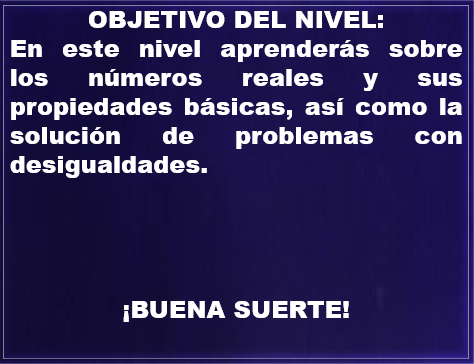 OBJETIVO DEL NIVEL:
En este nivel aprenderás sobre
los números reales y sus
propiedades básicas, así como la
solución de problemas con
desigualdades.
¡BUENA SUERTE!